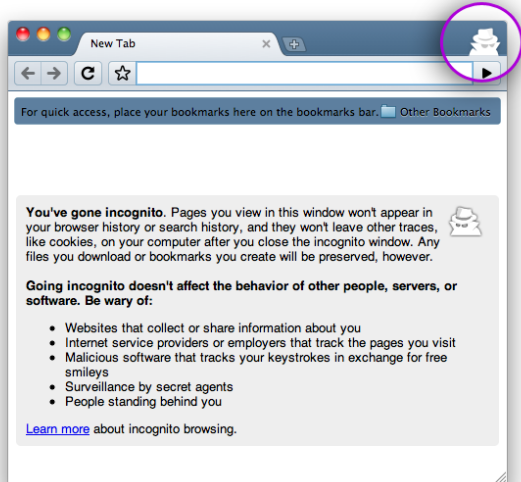 New Tab
For quick access, place your bookmarks here on the bookmarks bar. Other Bookmarks
You've gone incognito. Pages you view in this window won't appear in
your browser history or search history, and they won't leave other traces,
like cookies, on your computer after you close the incognito window. Any
files you download or bookmarks you create will be preserved, however.
Going incognito doesn't affect the behavior of other people, servers, or
software. Be wary of:
• Websites that collect or share information about you
• Internet service providers or employers that track the pages you visit
• Malicious software that tracks your keystrokes in exchange for free
smileys
• Surveillance by secret agents
• People standing behind you
Learn more about incognito browsing.